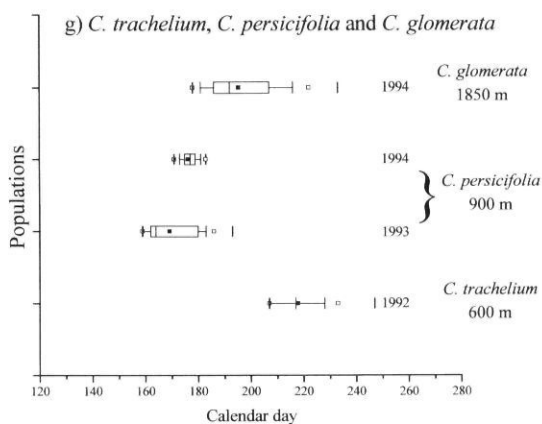 g) C. trachelium, C. persicifolia and C. glomerata
C. glomerata
1994
1850 m
1994
C. persicifolia
900 m
1993
C. trachelium
1992
600 m
Populations
120 140 160 180 200 220 240 260 280
Calendar day